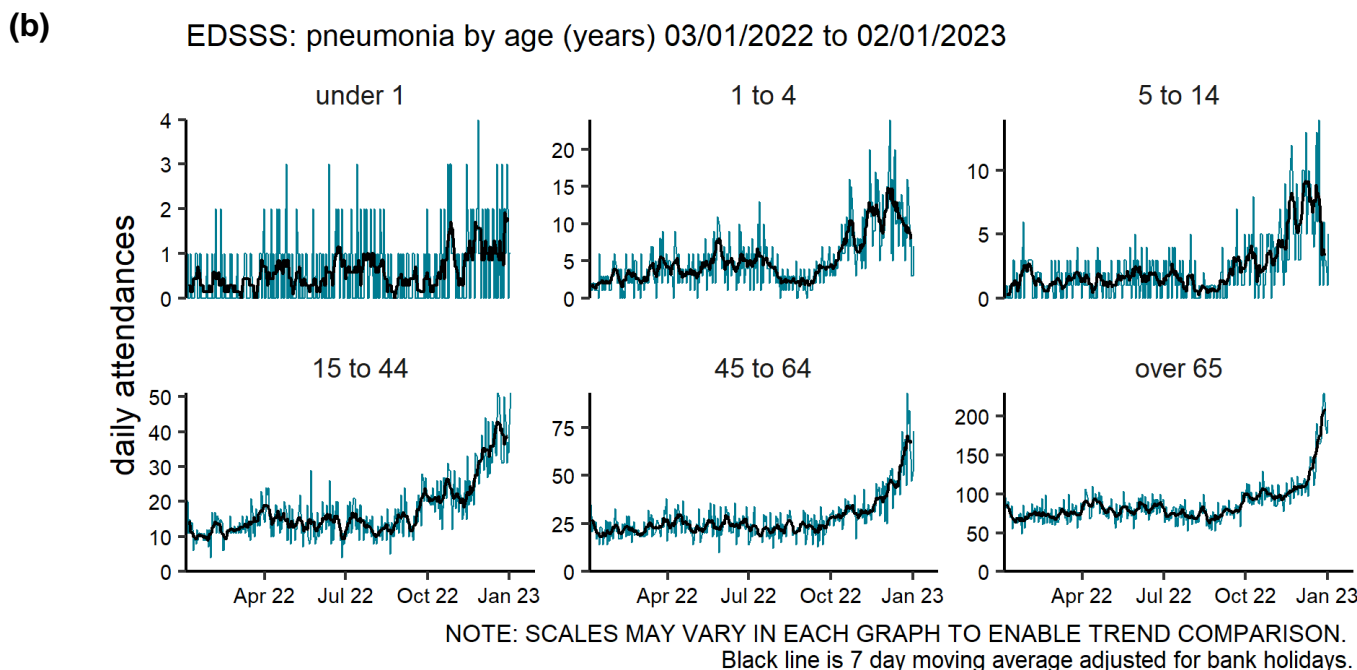 (b)
EDSSS: pneumonia by age (years) 03/01/2022 to 02/01/2023
daily attendances
under 1
4
3
2
1
0
1 to 4
20
15
10
5
0
5 to 14
10
5
0
15 to 44
50
40
30
20
10
0
Apr 22 Jul 22 Oct 22 Jan 23
45 to 64
75
50
25
0
Apr 22 Jul 22 Oct 22 Jan 23
over 65
200
150
100
50
0
Apr 22 Jul 22 Oct 22 Jan 23
NOTE: SCALES MAY VARY IN EACH GRAPH TO ENABLE TREND COMPARISON.
Black line is 7 day moving average adjusted for bank holidays.